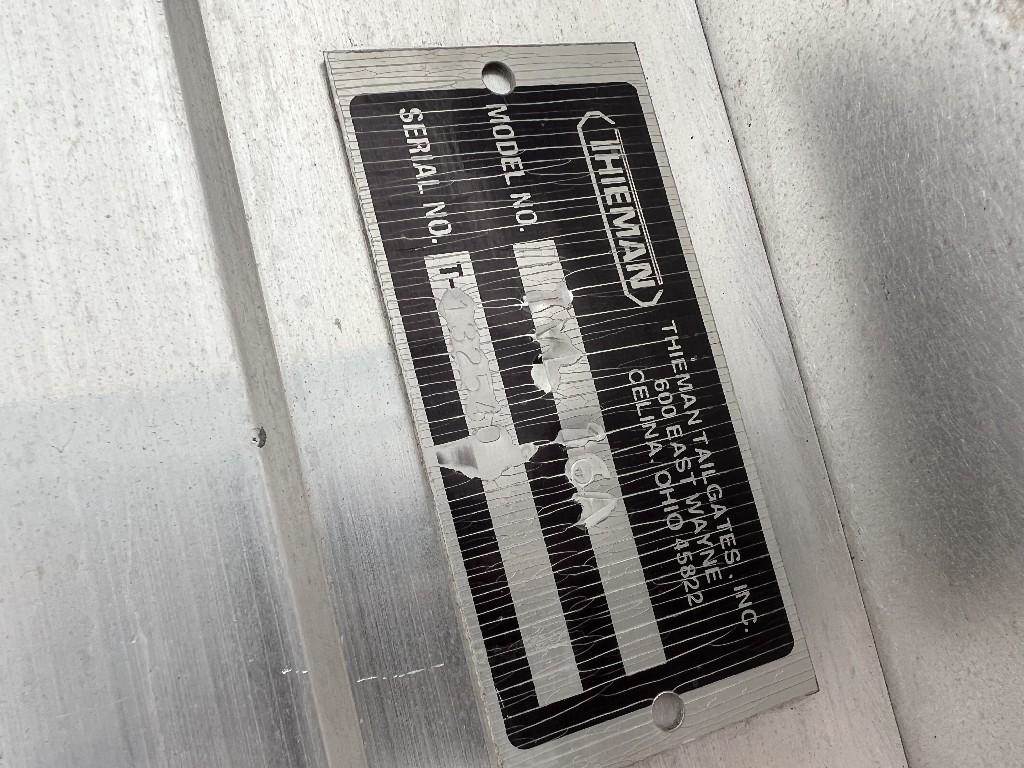 THIEMAN
THIEMAN TAILGATES, INC.
600 EAST WAYNE
CELINA, OHIO 45822
MODEL NO.
SERIAL NO. T-